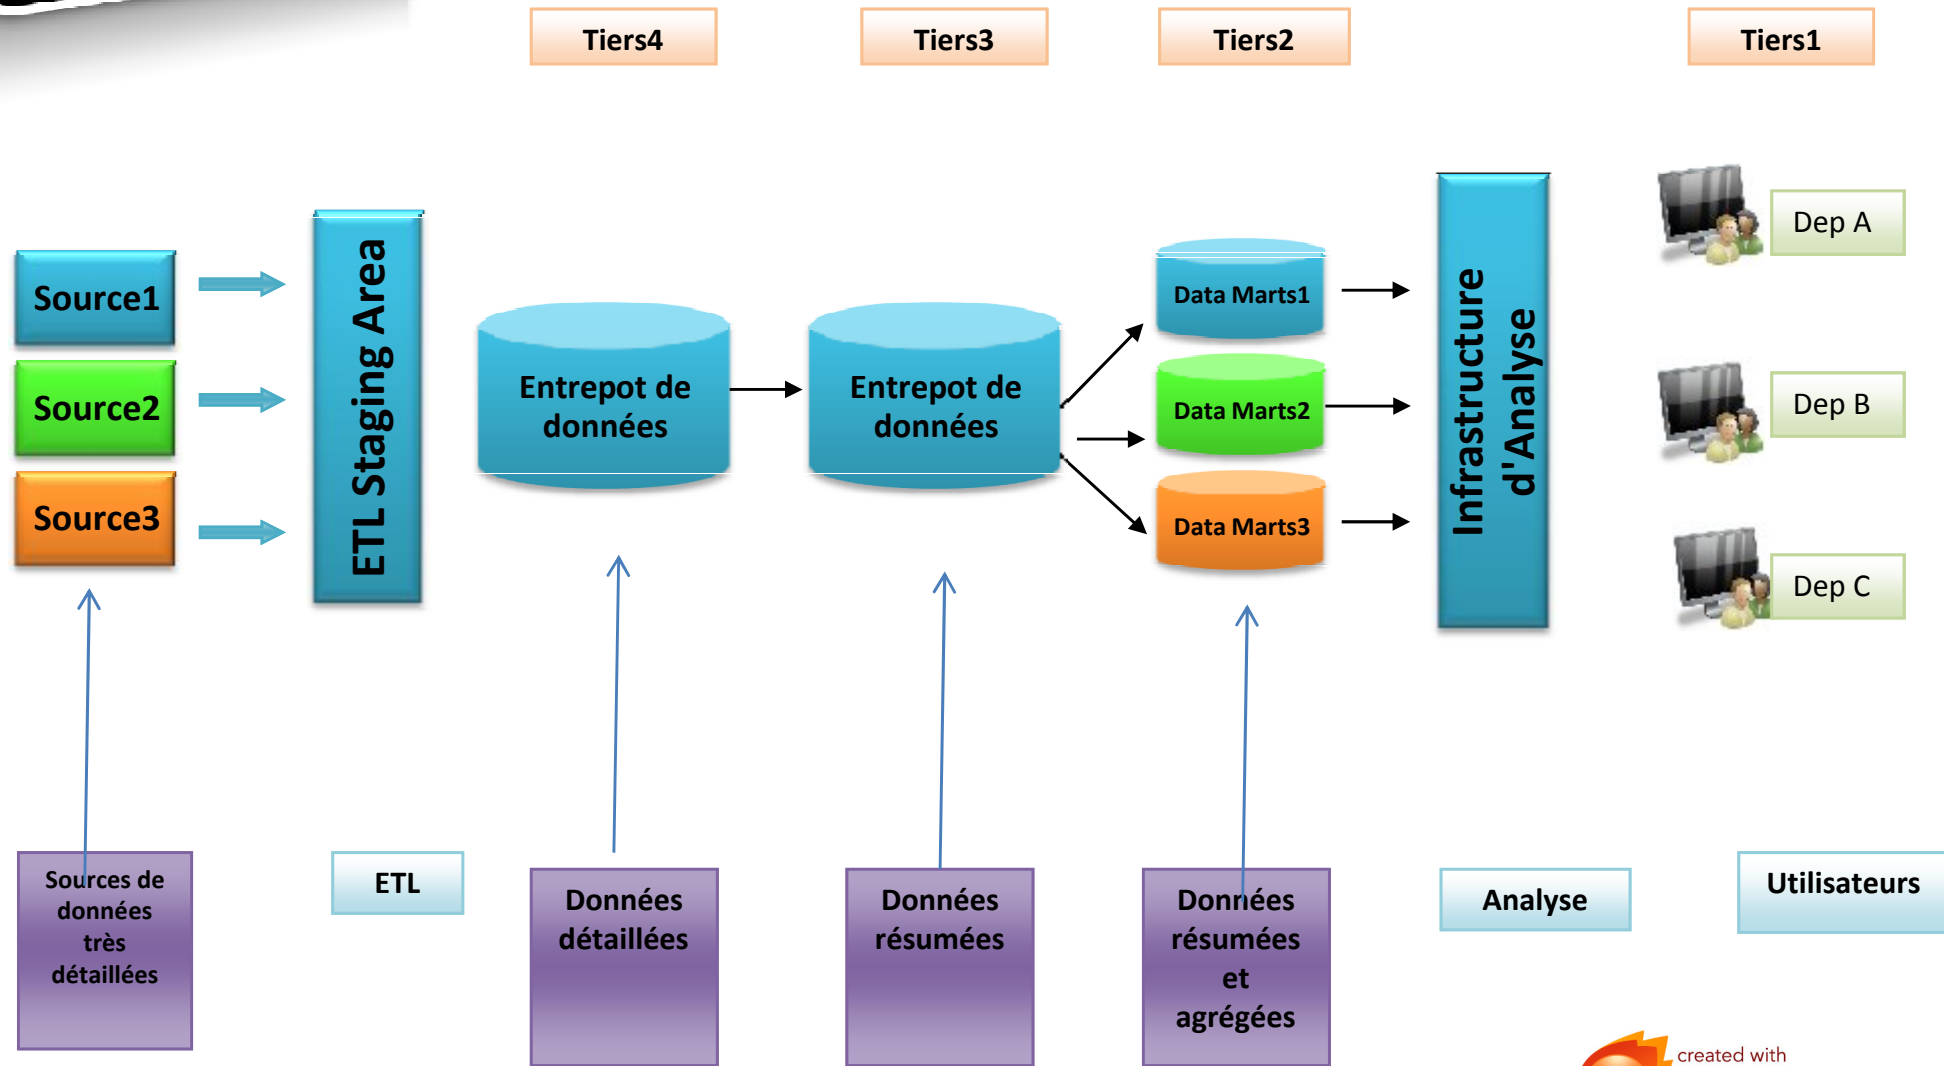 Tiers4
Tiers3
Tiers2
Tiers1
Source1
Source2
Source3
ETL Staging Area
Entrepot de
données
Entrepot de
données
Data Marts1
Data Marts2
Data Marts3
Infrastructure
d'Analyse
Dep A
Dep B
Dep C
Sources de
données
très
détaillées
ETL
Données
détaillées
Données
résumées
Données
résumées
et
agrégées
Analyse
Utilisateurs
created with